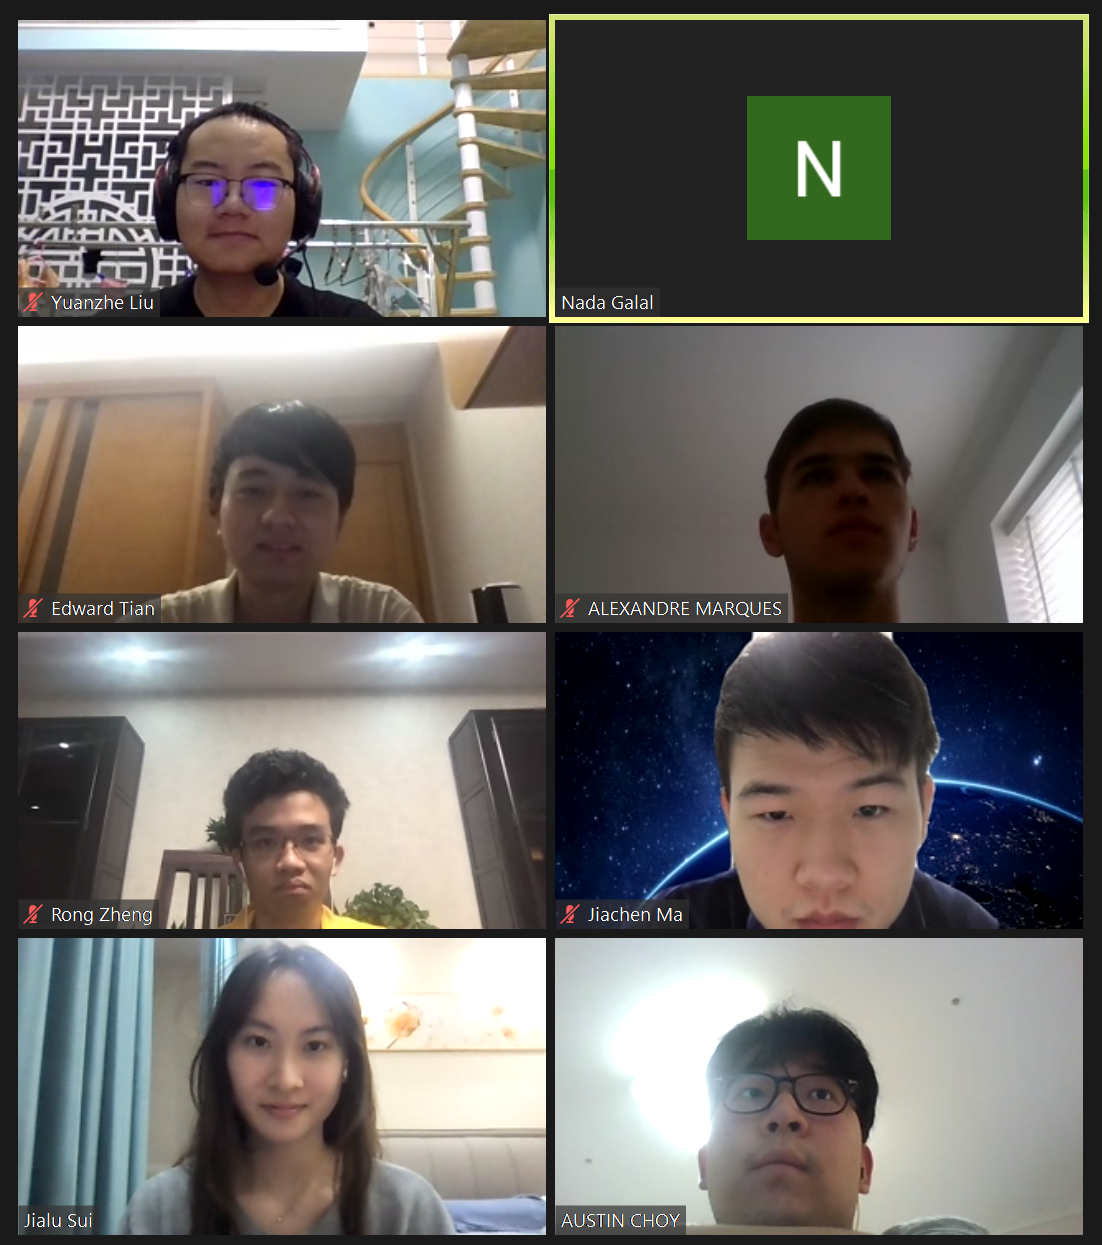 Yuanzhe Liu
N
Nada Galal
Edward Tian
ALEXANDRE MARQUES
Rong Zheng
Jiachen Ma
Jialu Sui
AUSTIN CHOY